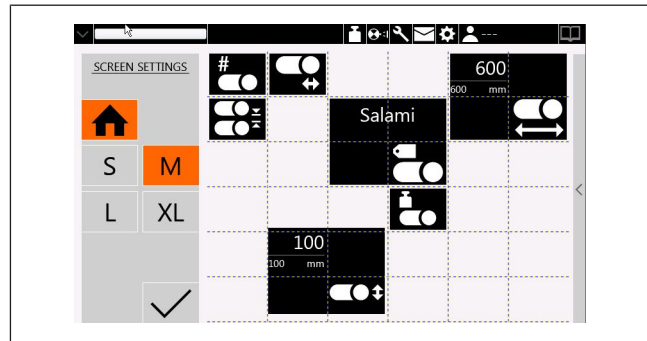 ---
SCREEN SETTINGS
#
600
600 mm
Salami
S M
L XL
100
100 mm